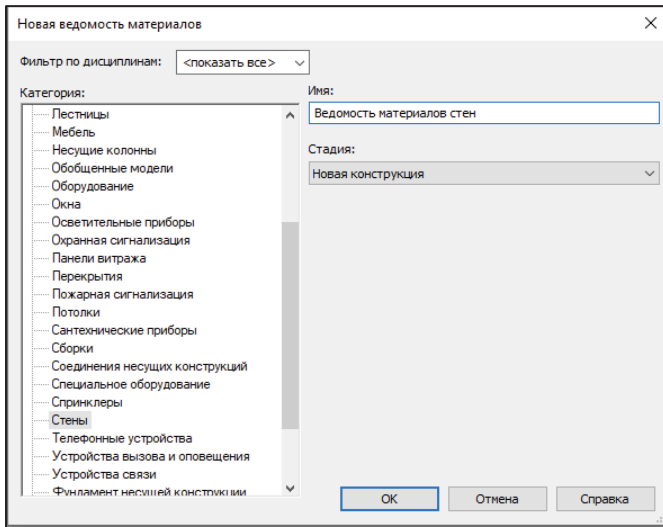 Новая ведомость материалов
Фильтр по дисциплинам: <показать все>
Категория:
Лестницы
Мебель
Несущие колонны
Обобщенные модели
Оборудование
Окна
Осветительные приборы
Охранная сигнализация
Панели витража
Перекрытия
Пожарная сигнализация
Потолки
Сантехнические приборы
Сборки
Соединения несущих конструкций
Специальное оборудование
Спринклеры
Стены
Телефонные устройства
Устройства вызова и оповещения
Устройства связи
Фундамент несущей конструкции
Имя:
Ведомость материалов стен
Стадия:
Новая конструкция
OK
Отмена
Справка